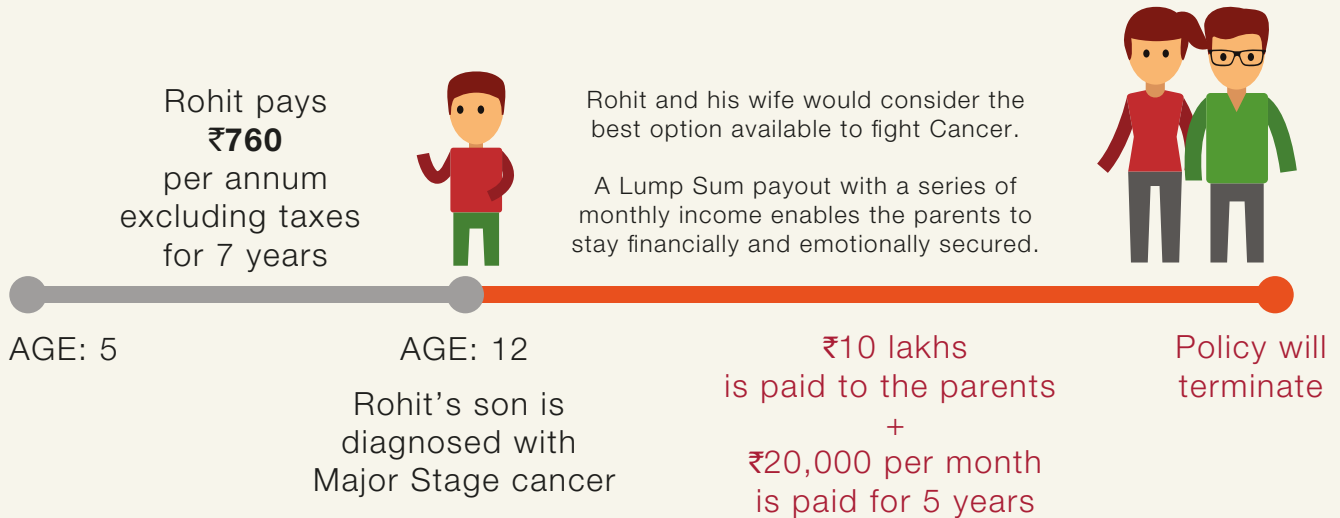 Rohit pays
₹760
per annum
excluding taxes
for 7 years
Rohit and his wife would consider the
best option available to fight Cancer.
A Lump Sum payout with a series of
monthly income enables the parents to
stay financially and emotionally secured.
AGE: 5
AGE: 12
Rohit’s son is
diagnosed with
Major Stage cancer
₹10 lakhs
is paid to the parents
+
₹20,000 per month
is paid for 5 years
Policy will
terminate